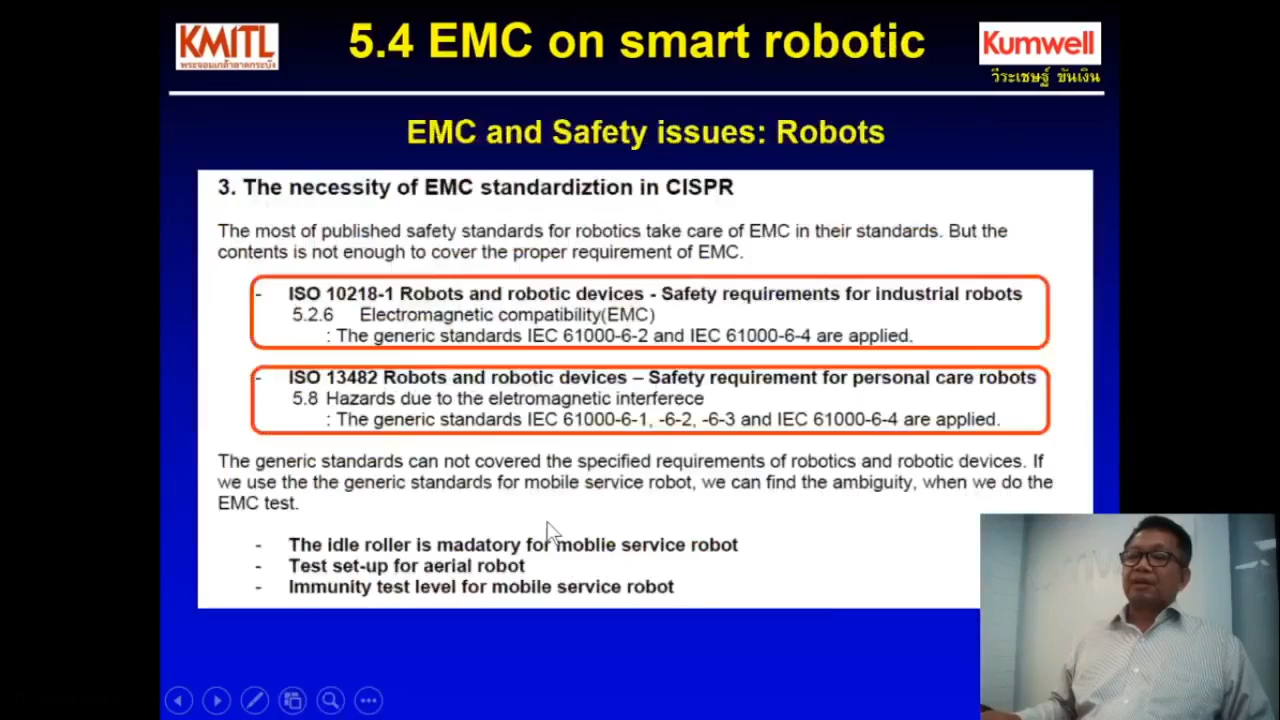 KMITL
พระจอมเกล้าลาดกระบัง
5.4 EMC on smart robotic
Kumwell
วีระเชษฐ์ ขันเงิน
EMC and Safety issues: Robots
3. The necessity of EMC standardiztion in CISPR
The most of published safety standards for robotics take care of EMC in their standards. But the
contents is not enough to cover the proper requirement of EMC.
- ISO 10218-1 Robots and robotic devices - Safety requirements for industrial robots
5.2.6 Electromagnetic compatibility(EMC)
: The generic standards IEC 61000-6-2 and IEC 61000-6-4 are applied.
- ISO 13482 Robots and robotic devices – Safety requirement for personal care robots
5.8 Hazards due to the eletromagnetic interferece
: The generic standards IEC 61000-6-1, -6-2, -6-3 and IEC 61000-6-4 are applied.
The generic standards can not covered the specified requirements of robotics and robotic devices. If
we use the the generic standards for mobile service robot, we can find the ambiguity, when we do the
EMC test.
- The idle roller is madatory for moblie service robot
- Test set-up for aerial robot
- Immunity test level for mobile service robot